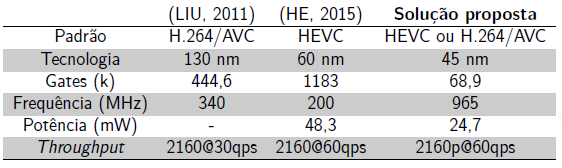 (LIU, 2011) (HE, 2015) Solução proposta
Padrão H.264/AVC HEVC HEVC ou H.264/AVC
Tecnologia 130 nm 60 nm 45 nm
Gates (k) 444,6 1183 68,9
Frequência (MHz) 340 200 965
Potência (mW) - 48,3 24,7
Throughput 2160@30qps 2160@60qps 2160p@60qps